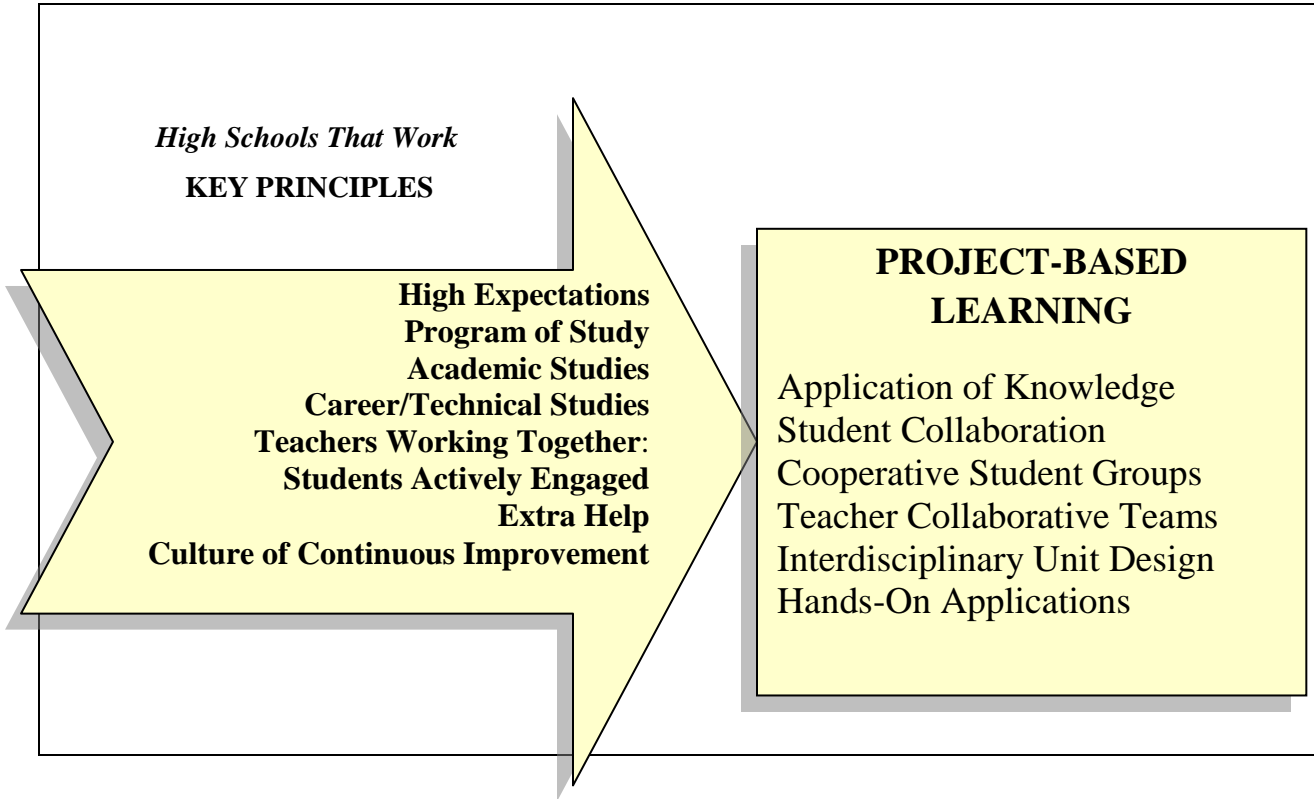 High Schools That Work
KEY PRINCIPLES
High Expectations
Program of Study
Academic Studies
Career/Technical Studies
Teachers Working Together:
Students Actively Engaged
Extra Help
Culture of Continuous Improvement
PROJECT-BASED
LEARNING
Application of Knowledge
Student Collaboration
Cooperative Student Groups
Teacher Collaborative Teams
Interdisciplinary Unit Design
Hands-On Applications